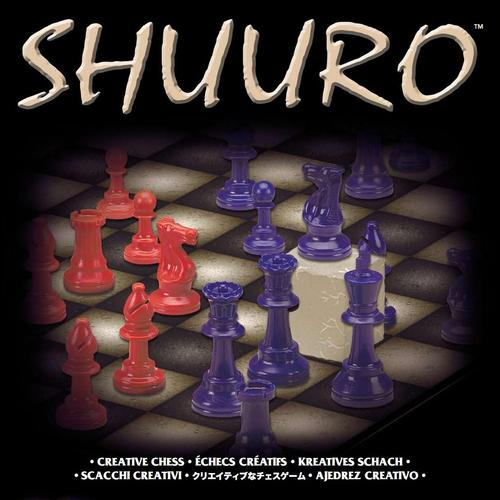 SHUURO™
• CREATIVE CHESS • ÉCHECS CRÉATIFS • KREATIVES SCHACH •
• SCACCHI CREATIVI • クリエイティブなチェスゲーム • AJEDREZ CREATIVO •